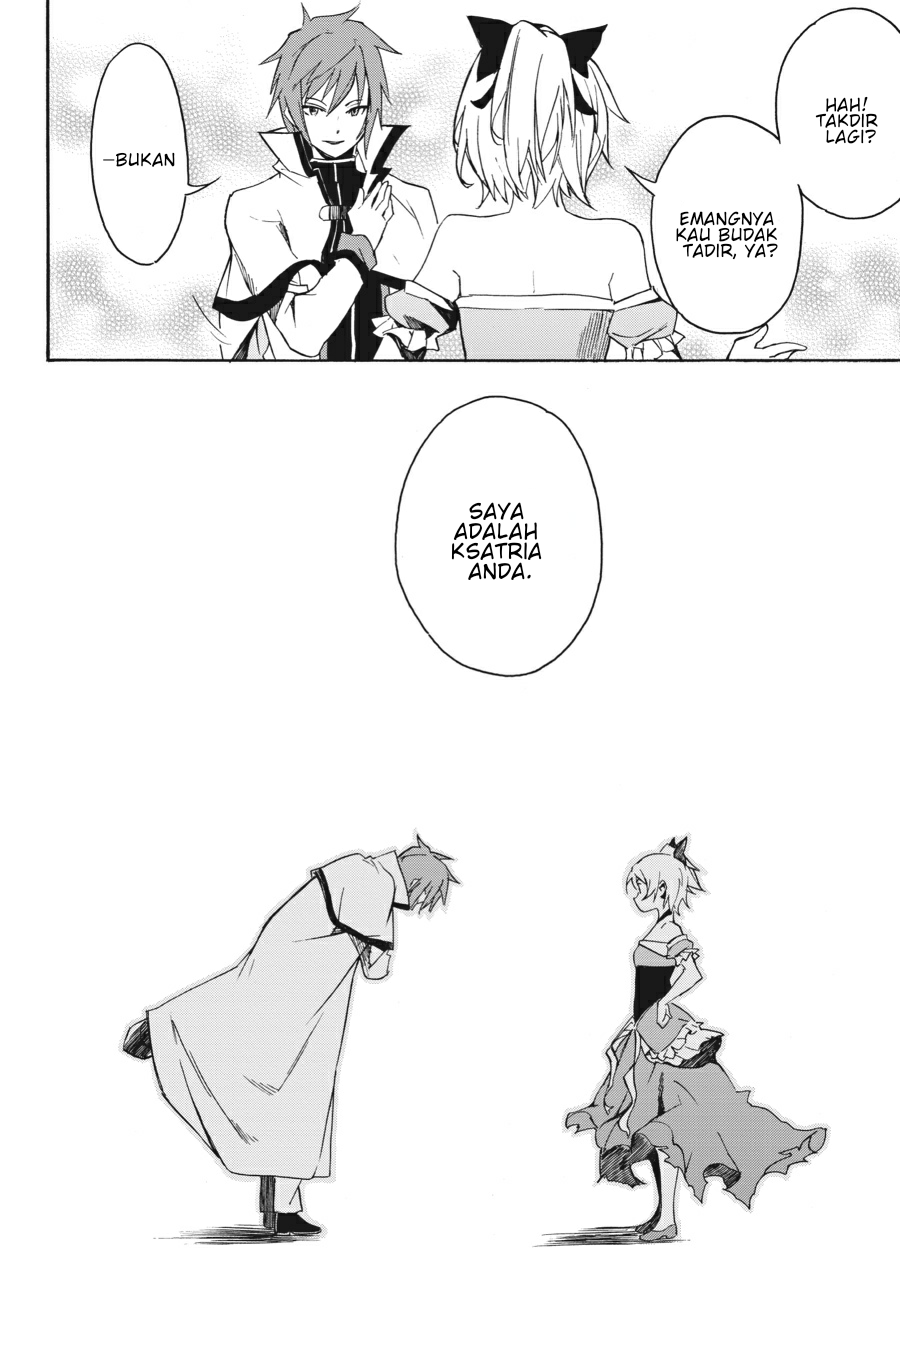 HAH!
TAKDIR
LAGI?
EMANGNYA
KAU BUDAK
TADIR, YA?
–BUKAN
SAYA
ADALAH
KSATRIA
ANDA.